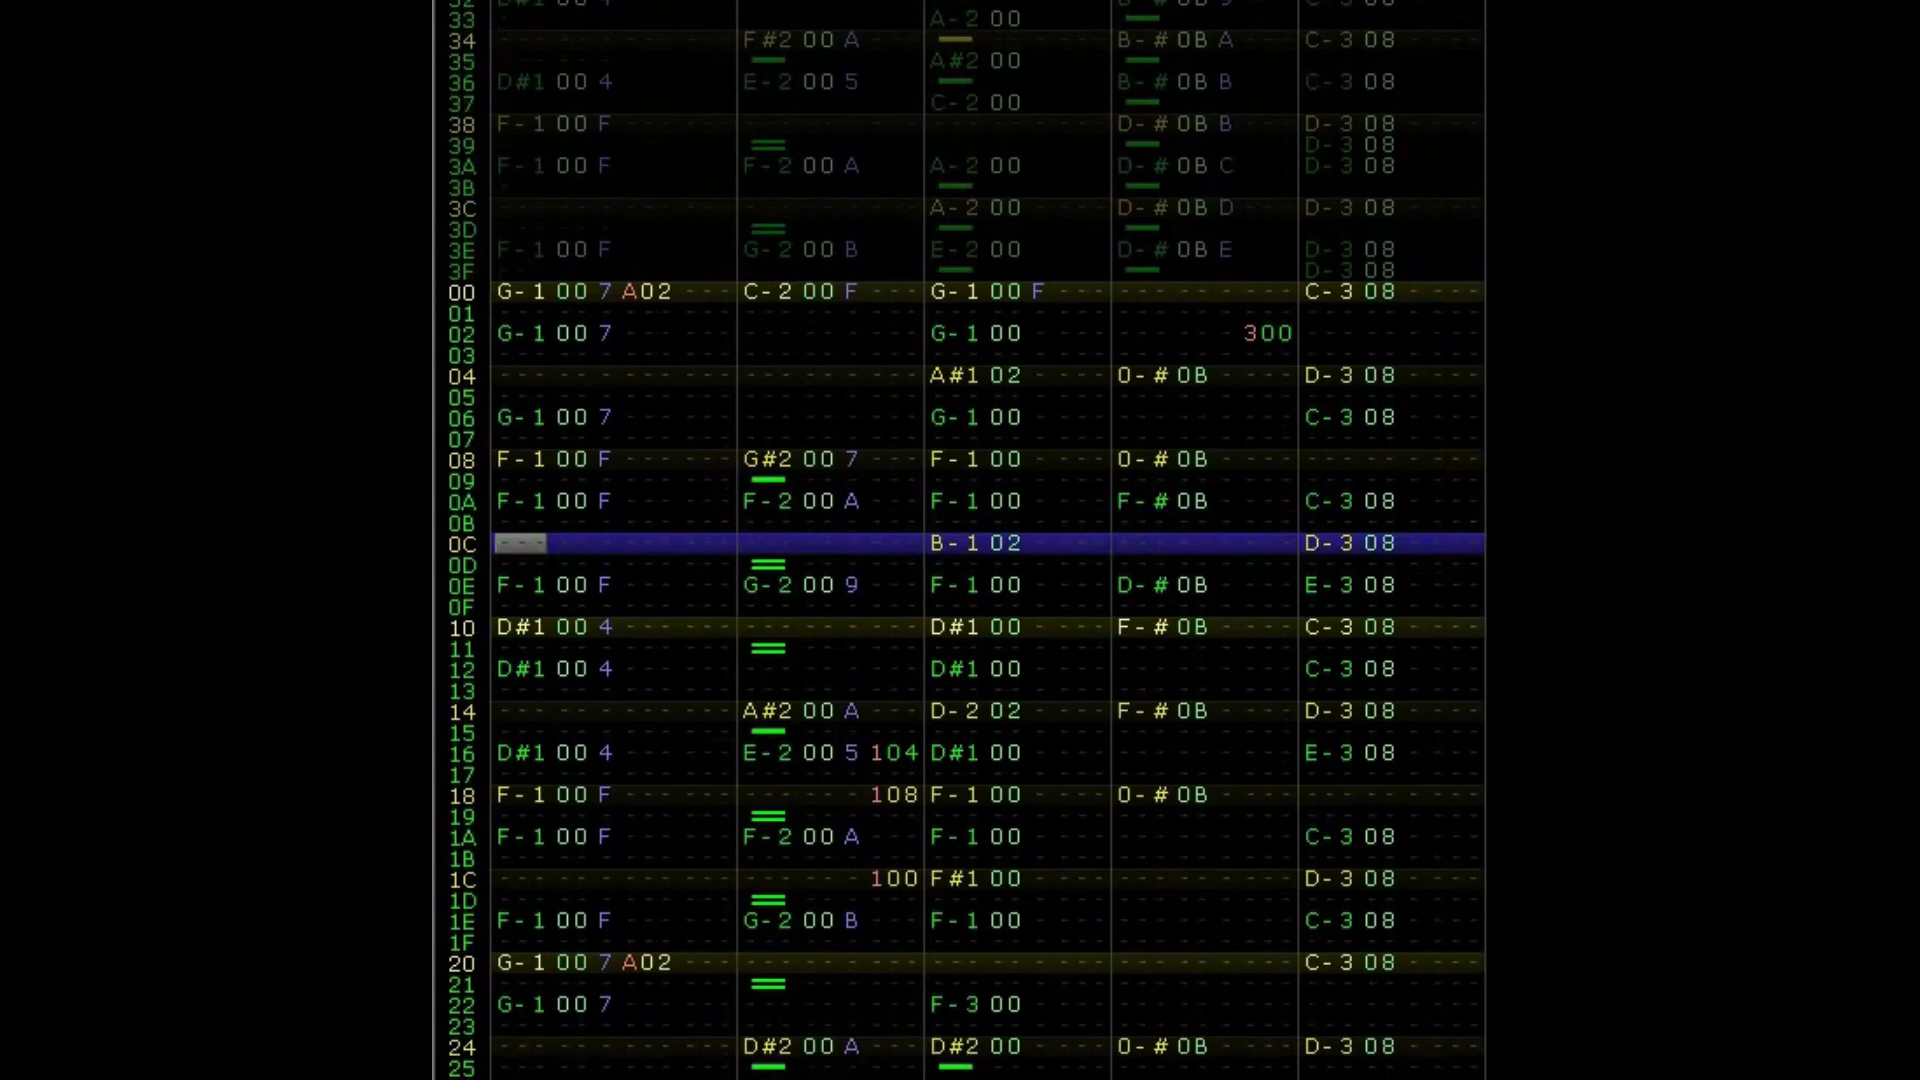 32 D#1 00 4 B-#0B 9 C-3 08
33 A-2 00
34 --- F#2 00 A B-#0B A C-3 08
35 A#2 00
36 D#1 00 4 E-2 00 5 B-#0B B C-3 08
37 C-2 00
38 F-1 00 F D-#0B B D-3 08
39 D-3 08
3A F-1 00 F F-2 00 A A-2 00 D-#0B C D-3 08
3B
3C A-2 00 D-#0B D D-3 08
3D
3E F-1 00 F G-2 00 B E-2 00 D-#0B E D-3 08
3F D-3 08
00 G-1 00 7 A02 C-2 00 F G-1 00 F C-3 08
01
02 G-1 00 7 G-1 00 300
03
04 A#1 02 0-#0B D-3 08
05
06 G-1 00 7 G-1 00 C-3 08
07
08 F-1 00 F G#2 00 7 F-1 00 0-#0B
09
0A F-1 00 F F-2 00 A F-1 00 F-#0B C-3 08
0B
0C --- B-1 02 D-3 08
0D
0E F-1 00 F G-2 00 9 F-1 00 D-#0B E-3 08
0F
10 D#1 00 4 D#1 00 F-#0B C-3 08
11
12 D#1 00 4 D#1 00 C-3 08
13
14 A#2 00 A D-2 02 F-#0B D-3 08
15
16 D#1 00 4 E-2 00 5 104 D#1 00 E-3 08
17
18 F-1 00 F 108 F-1 00 0-#0B
19
1A F-1 00 F F-2 00 A F-1 00 C-3 08
1B
1C 100 F#1 00 D-3 08
1D
1E F-1 00 F G-2 00 B F-1 00 C-3 08
1F
20 G-1 00 7 A02 C-3 08
21
22 G-1 00 7 F-3 00
23
24 D#2 00 A D#2 00 0-#0B D-3 08
25